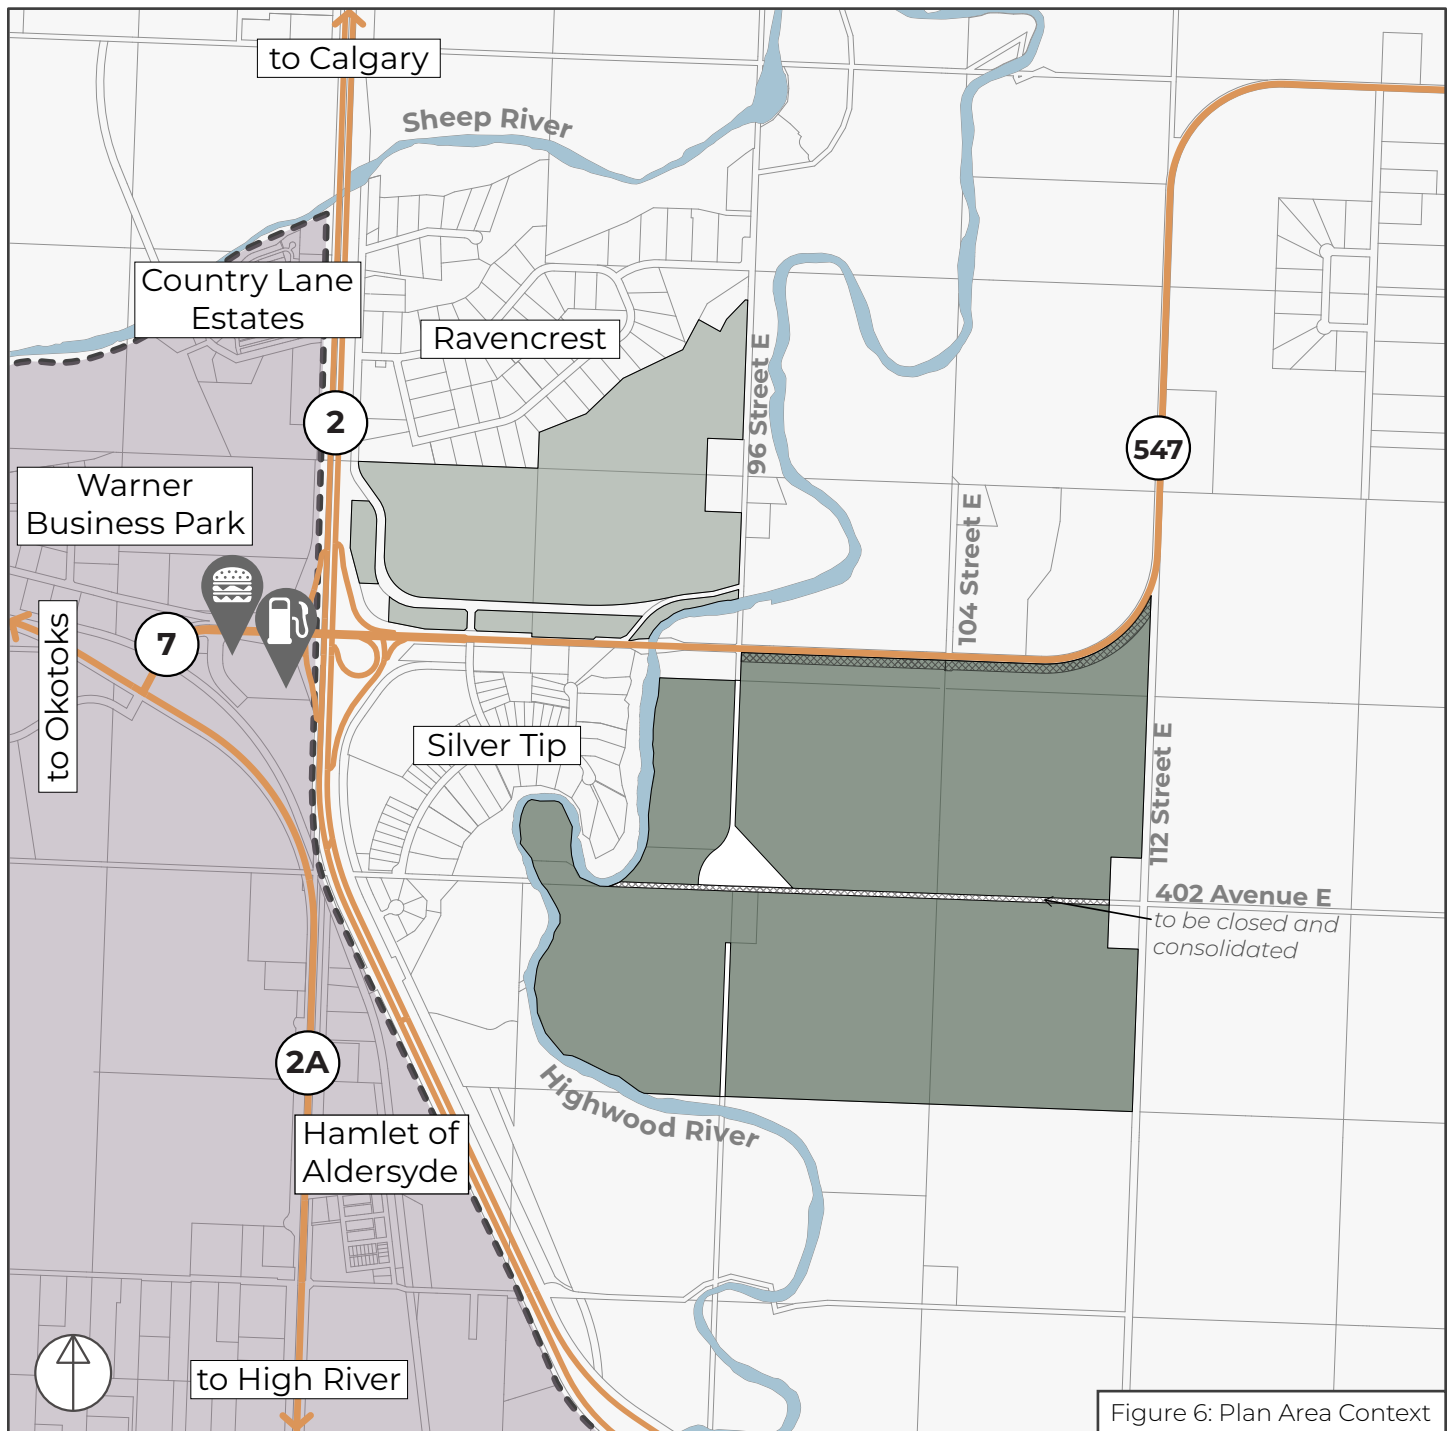 to Calgary
Sheep River
Country Lane
Estates
Ravencrest
96 Street E
2
547
Warner
Business Park
104 Street E
7
to Okotoks
Silver Tip
112 Street E
402 Avenue E
to be closed and
consolidated
2A
Highwood River
Hamlet of
Aldersyde
to High River
Figure 6: Plan Area Context